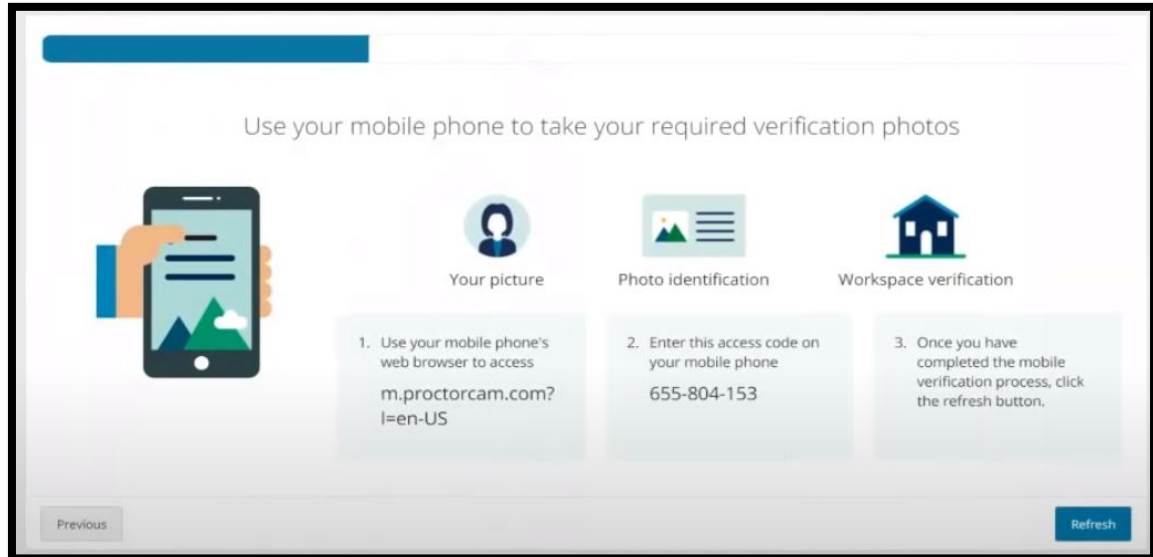 Use your mobile phone to take your required verification photos
Your picture
Photo identification
Workspace verification
1. Use your mobile phone's
web browser to access
m.proctorcam.com?
l=en-US
2. Enter this access code on
your mobile phone
655-804-153
3. Once you have
completed the mobile
verification process, click
the refresh button.
Previous
Refresh